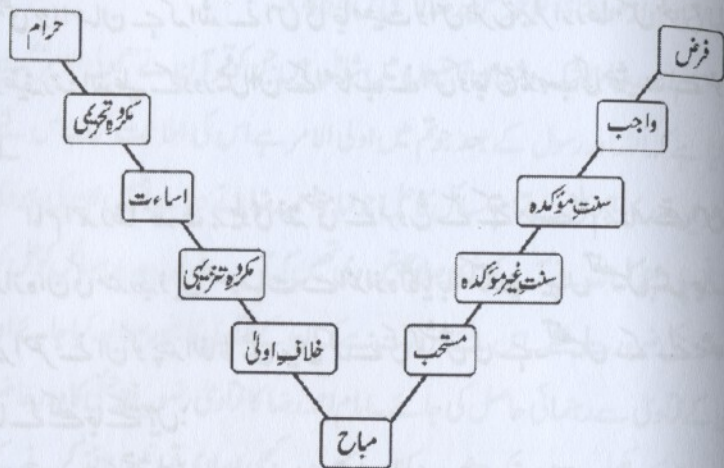 حرام
فرض
مکروہِ تحریمی
واجب
اساءت
سنتِ مؤکدہ
مکروہِ تنزیہی
سنتِ غیر مؤکدہ
خلافِ اولیٰ
مستحب
مباح